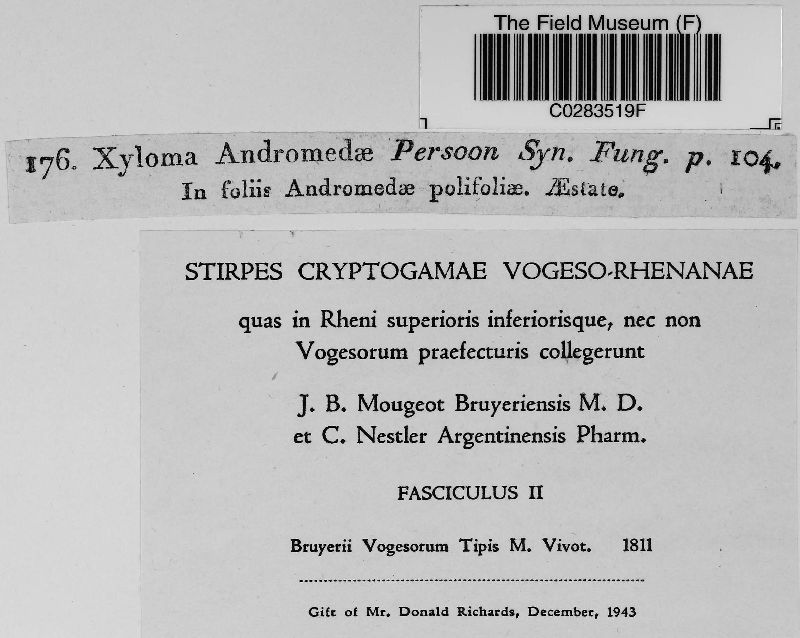 The Field Museum (F)
C0283519F
176. Xyloma Andromedæ Persoon Syn. Fung. p. 104.
In foliis Andromedæ polifoliæ. Æstate.
STIRPES CRYPTOGAMAE VOGESO-RHENANAE
quas in Rheni superioris inferiorisque, nec non
Vogesorum praefecturis collegerunt
J. B. Mougeot Bruyeriensis M. D.
et C. Nestler Argentinensis Pharm.
FASCICULUS II
Bruyerii Vogesorum Tipis M. Vivot. 1811
Gift of Mr. Donald Richards, December, 1943